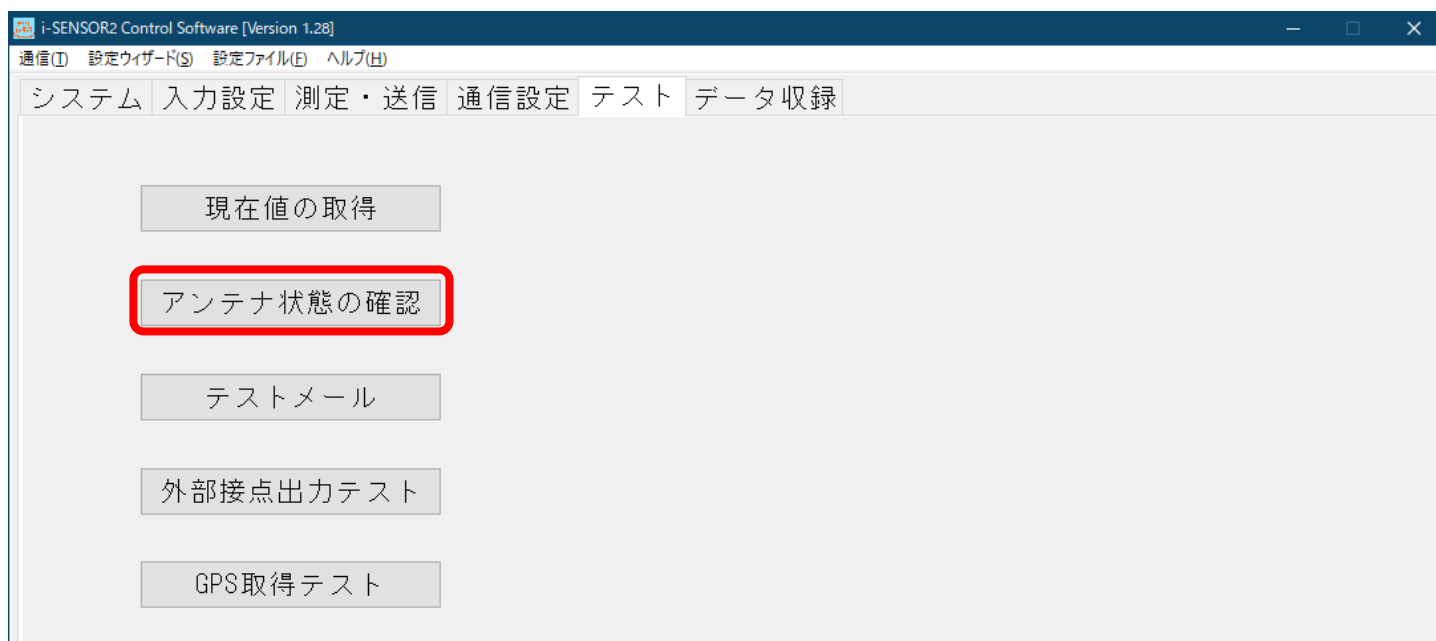 i-SENSOR2 Control Software [Version 1.28]
通信(T) 設定ウィザード(S) 設定ファイル(F) ヘルプ(H)
システム 入力設定 測定・送信 通信設定 テスト データ収録
現在値の取得
アンテナ状態の確認
テストメール
外部接点出力テスト
GPS取得テスト